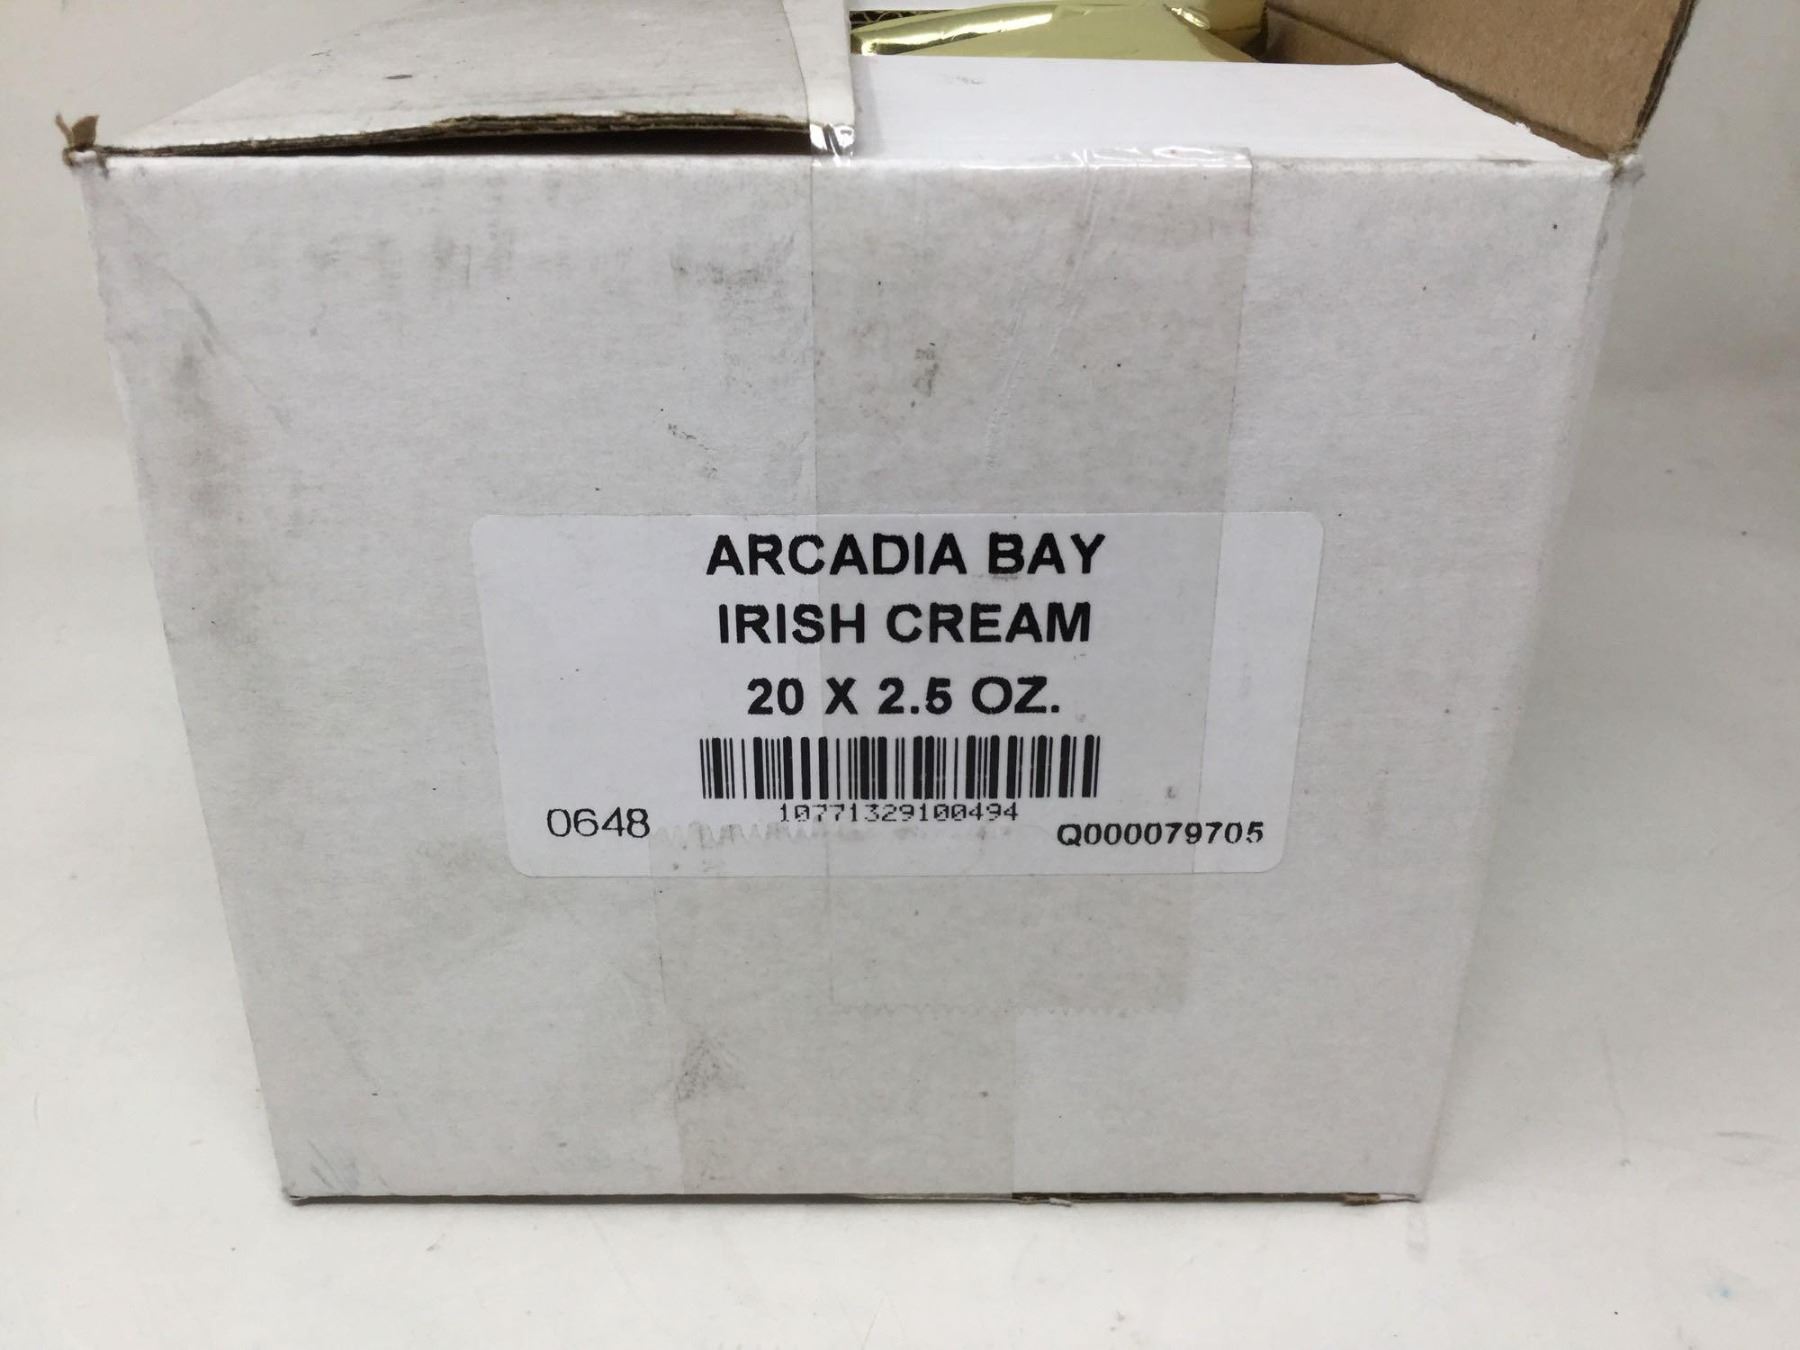 ARCADIA BAY
IRISH CREAM
20 X 2.5 OZ.
10771329100494
0648
Q000079705